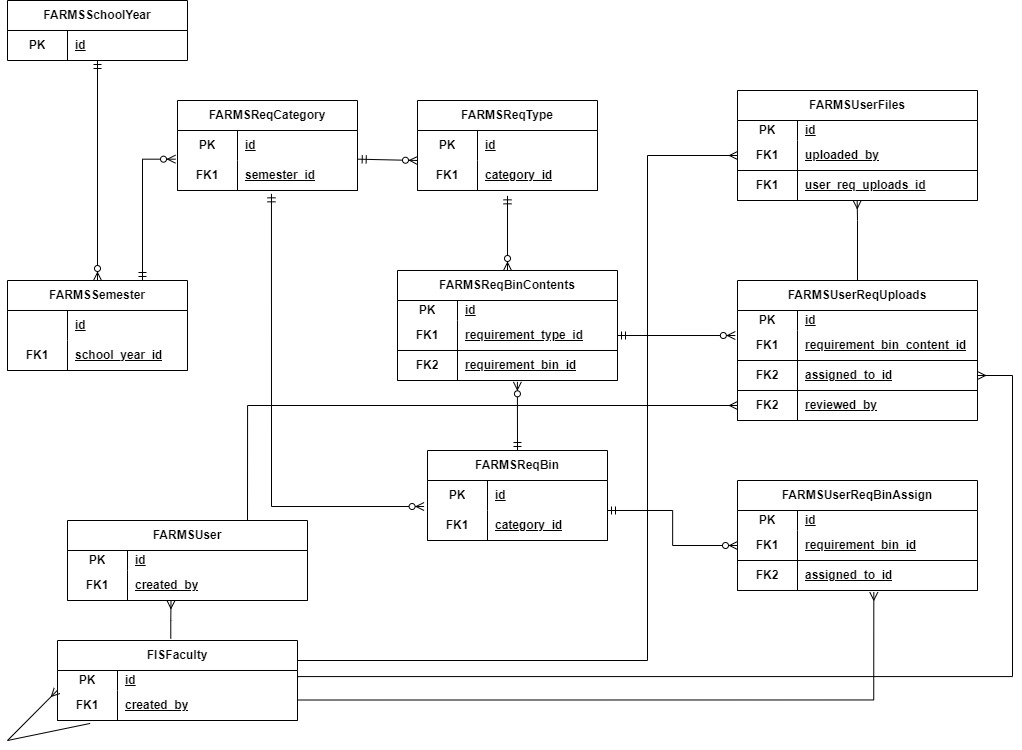 FARMSSchoolYear
PK id
FARMSReqCategory
PK id
FK1 semester_id
FARMSReqType
PK id
FK1 category_id
FARMSUserFiles
PK id
FK1 uploaded_by
FK1 user_req_uploads_id
FARMSSemester
id
FK1 school_year_id
FARMSReqBinContents
PK id
FK1 requirement_type_id
FK2 requirement_bin_id
FARMSUserReqUploads
PK id
FK1 requirement_bin_content_id
FK2 assigned_to_id
FK2 reviewed_by
FARMSReqBin
PK id
FK1 category_id
FARMSUserReqBinAssign
PK id
FK1 requirement_bin_id
FK2 assigned_to_id
FARMSUser
PK id
FK1 created_by
FISFaculty
PK id
FK1 created_by